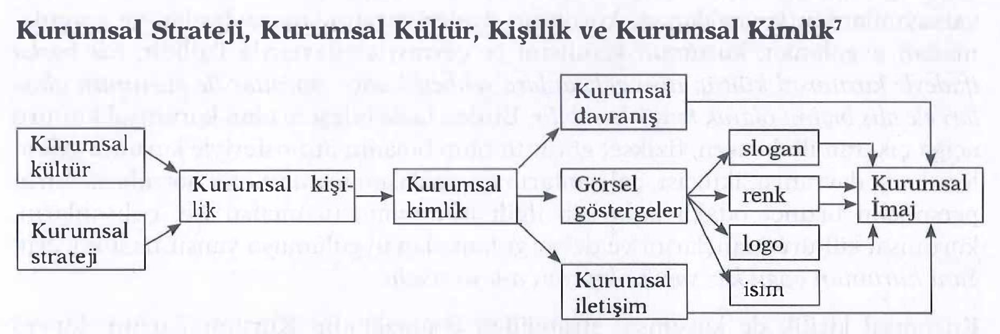 Kurumsal Strateji, Kurumsal Kültür, Kişilik ve Kurumsal Kimlik⁷
Kurumsal
kültür
Kurumsal
strateji
Kurumsal kişi-
lik
Kurumsal
kimlik
Kurumsal
davranış
Görsel
göstergeler
Kurumsal
iletişim
slogan
renk
logo
isim
Kurumsal
İmaj